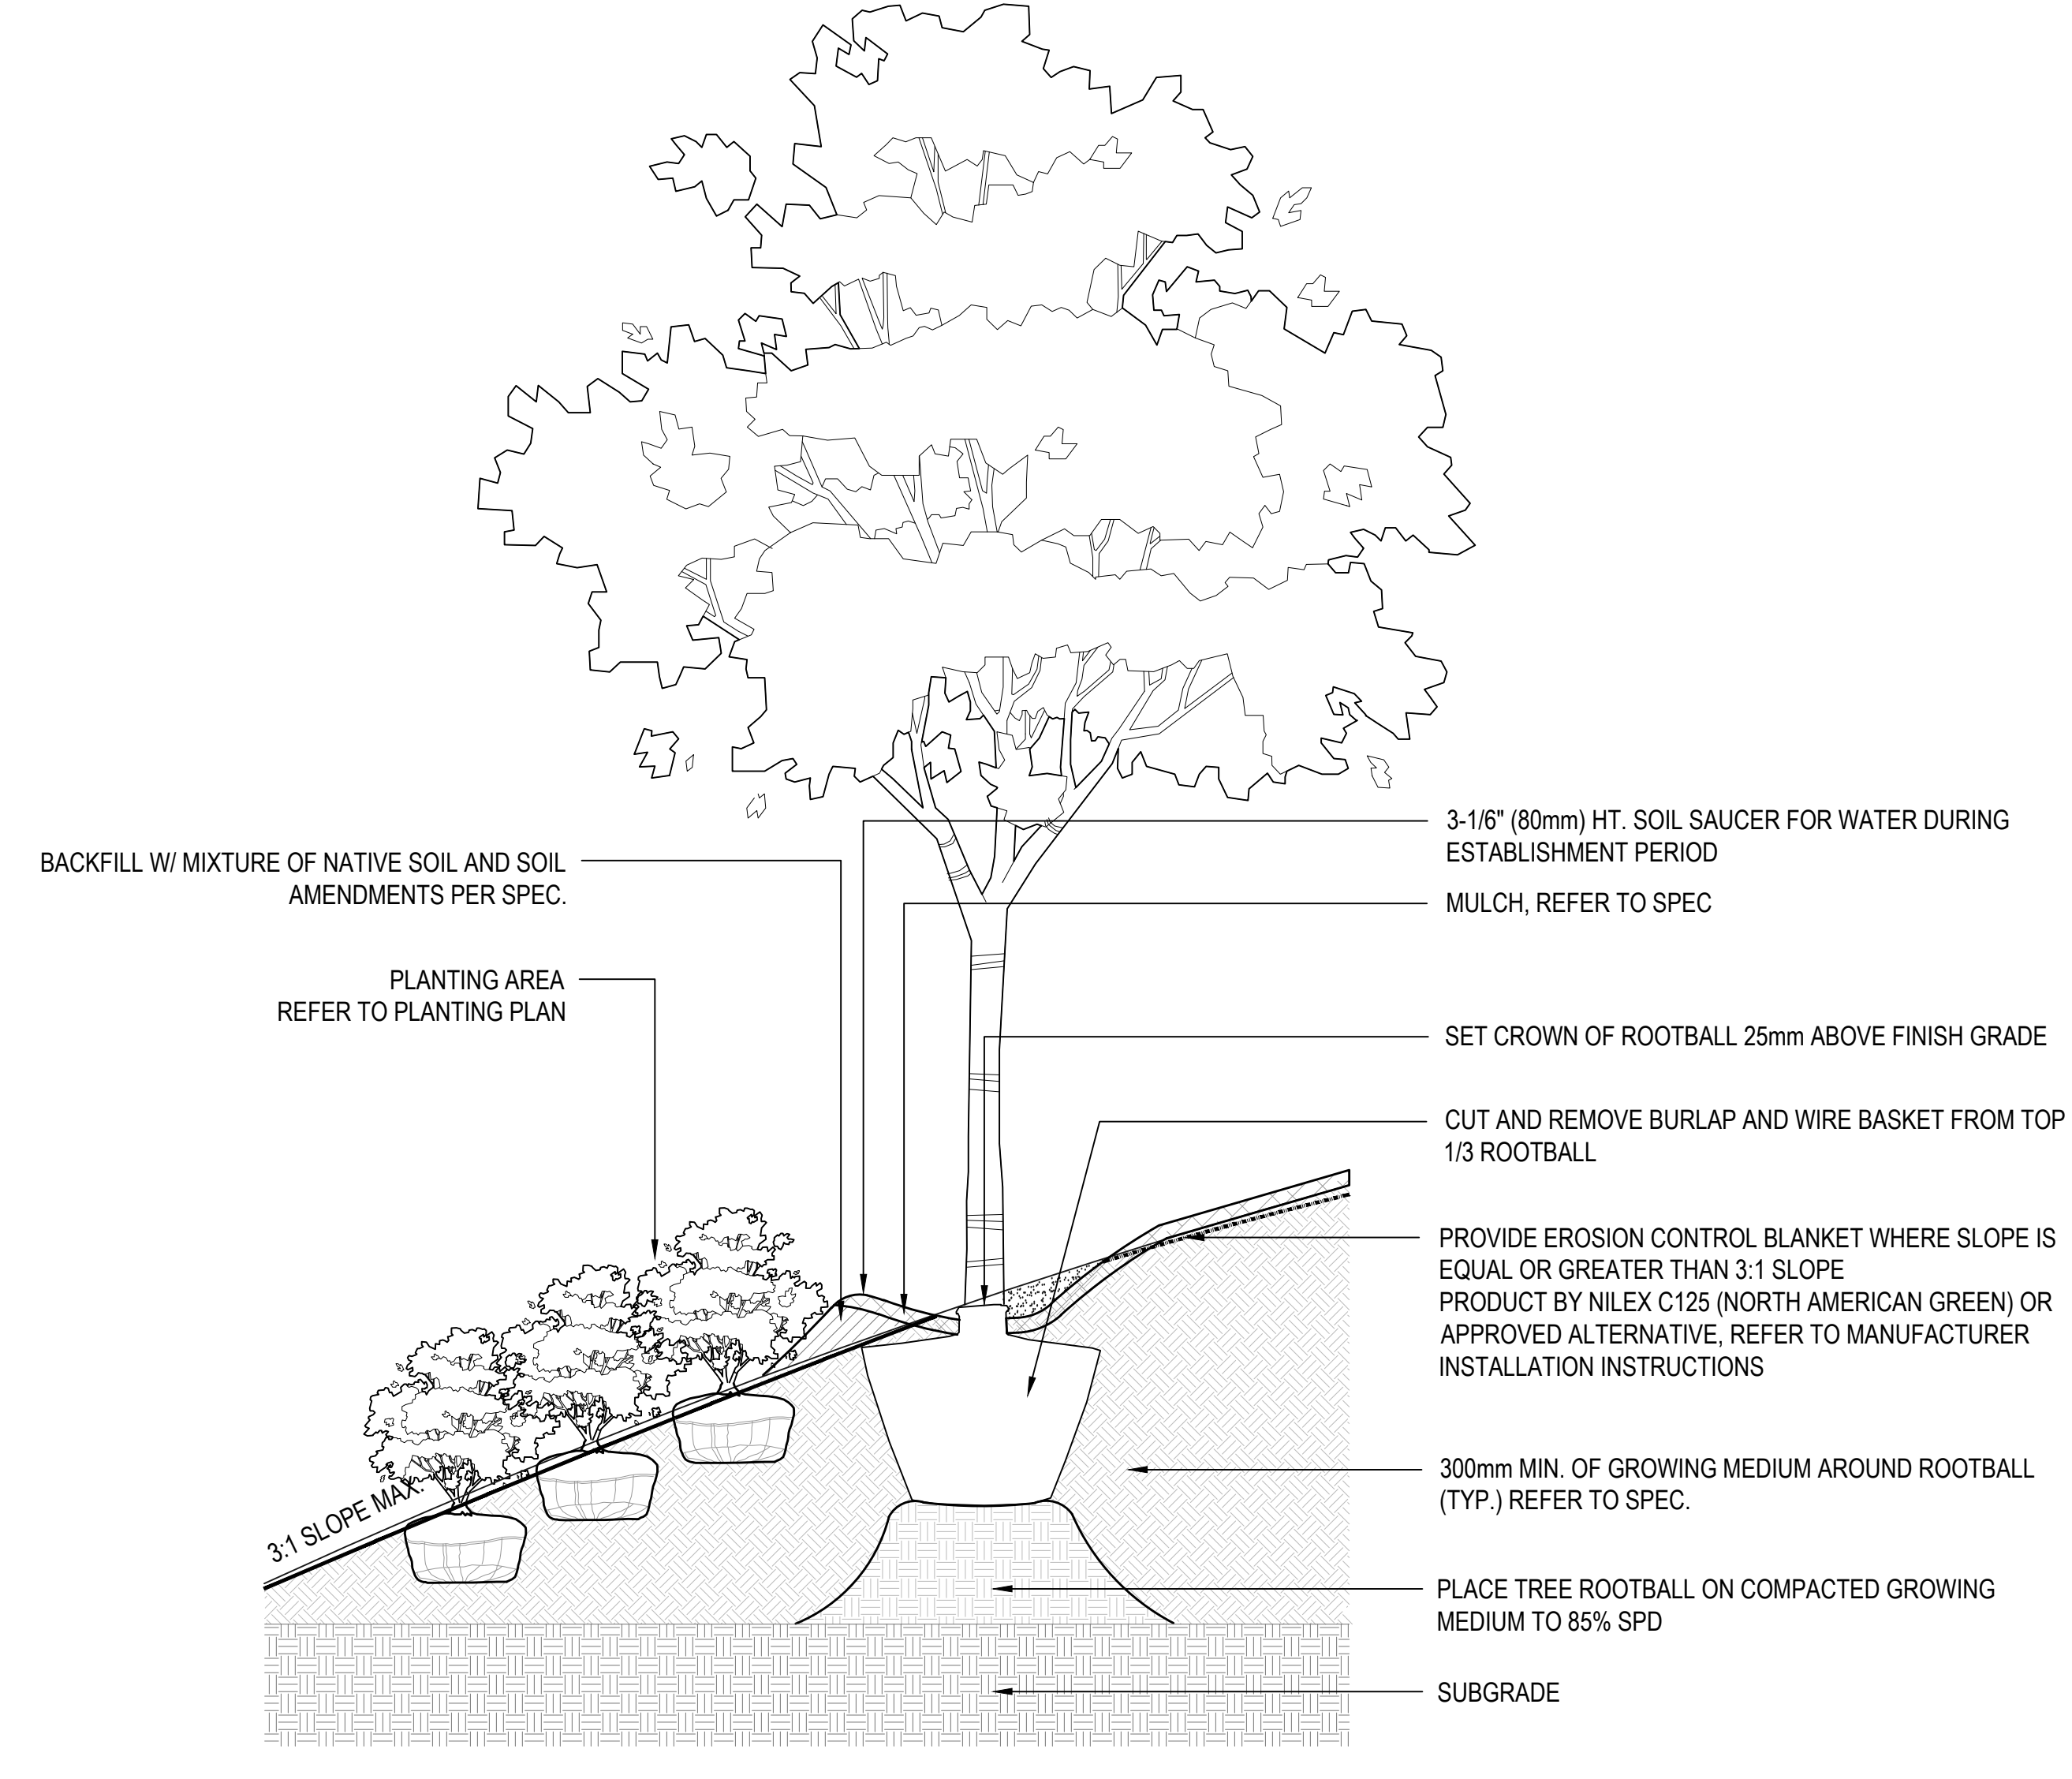 3-1/6" (80mm) HT. SOIL SAUCER FOR WATER DURING
ESTABLISHMENT PERIOD
BACKFILL W/ MIXTURE OF NATIVE SOIL AND SOIL
AMENDMENTS PER SPEC.
MULCH, REFER TO SPEC
PLANTING AREA
REFER TO PLANTING PLAN
SET CROWN OF ROOTBALL 25mm ABOVE FINISH GRADE
CUT AND REMOVE BURLAP AND WIRE BASKET FROM TOP
1/3 ROOTBALL
PROVIDE EROSION CONTROL BLANKET WHERE SLOPE IS
EQUAL OR GREATER THAN 3:1 SLOPE
PRODUCT BY NILEX C125 (NORTH AMERICAN GREEN) OR
APPROVED ALTERNATIVE, REFER TO MANUFACTURER
INSTALLATION INSTRUCTIONS
300mm MIN. OF GROWING MEDIUM AROUND ROOTBALL
(TYP.) REFER TO SPEC.
3:1 SLOPE MAX.
PLACE TREE ROOTBALL ON COMPACTED GROWING
MEDIUM TO 85% SPD
SUBGRADE